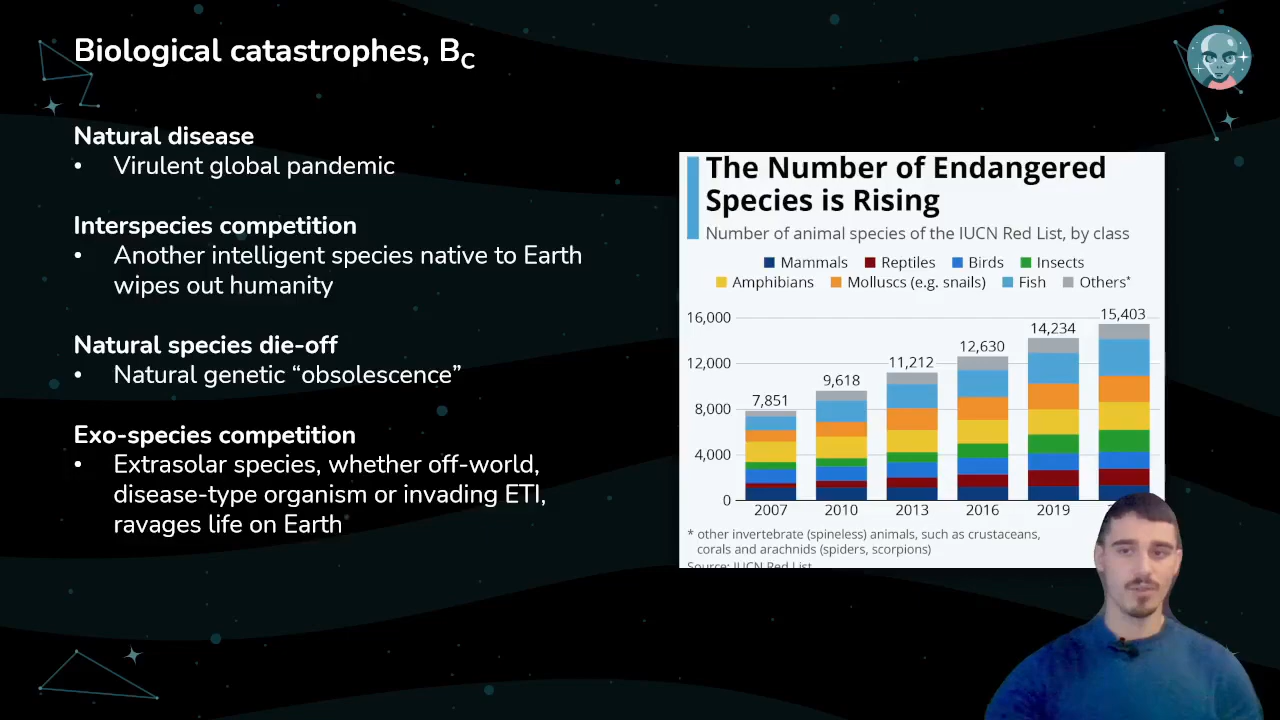 Biological catastrophes, BC
Natural disease
• Virulent global pandemic
Interspecies competition
• Another intelligent species native to Earth
wipes out humanity
Natural species die-off
• Natural genetic “obsolescence”
Exo-species competition
• Extrasolar species, whether off-world,
disease-type organism or invading ETI,
ravages life on Earth
The Number of Endangered
Species is Rising
Number of animal species of the IUCN Red List, by class
Mammals Reptiles Birds Insects
Amphibians Molluscs (e.g. snails) Fish Others*
16,000
12,000
8,000
4,000
0
7,851
9,618
11,212
12,630
14,234
15,403
2007 2010 2013 2016 2019
* other invertebrate (spineless) animals, such as crustaceans,
corals and arachnids (spiders, scorpions)
Source: IUCN Red List